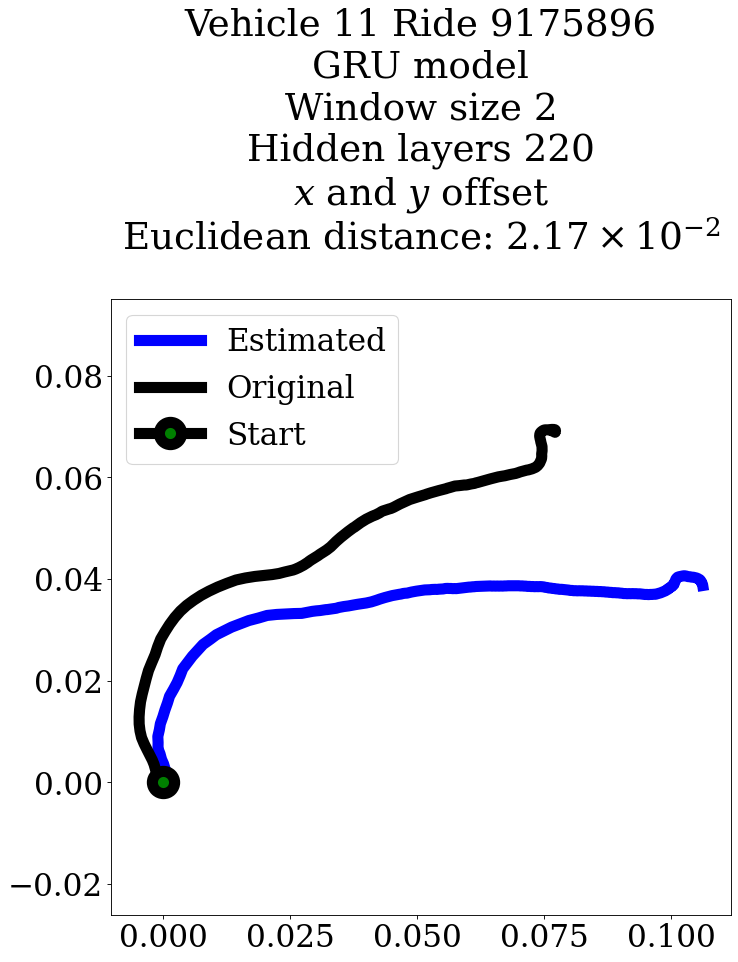 Vehicle 11 Ride 9175896
GRU model
Window size 2
Hidden layers 220
x and y offset
Euclidean distance: 2.17 × 10⁻²
Estimated
Original
Start
0.08
0.06
0.04
0.02
0.00
−0.02
0.000 0.025 0.050 0.075 0.100